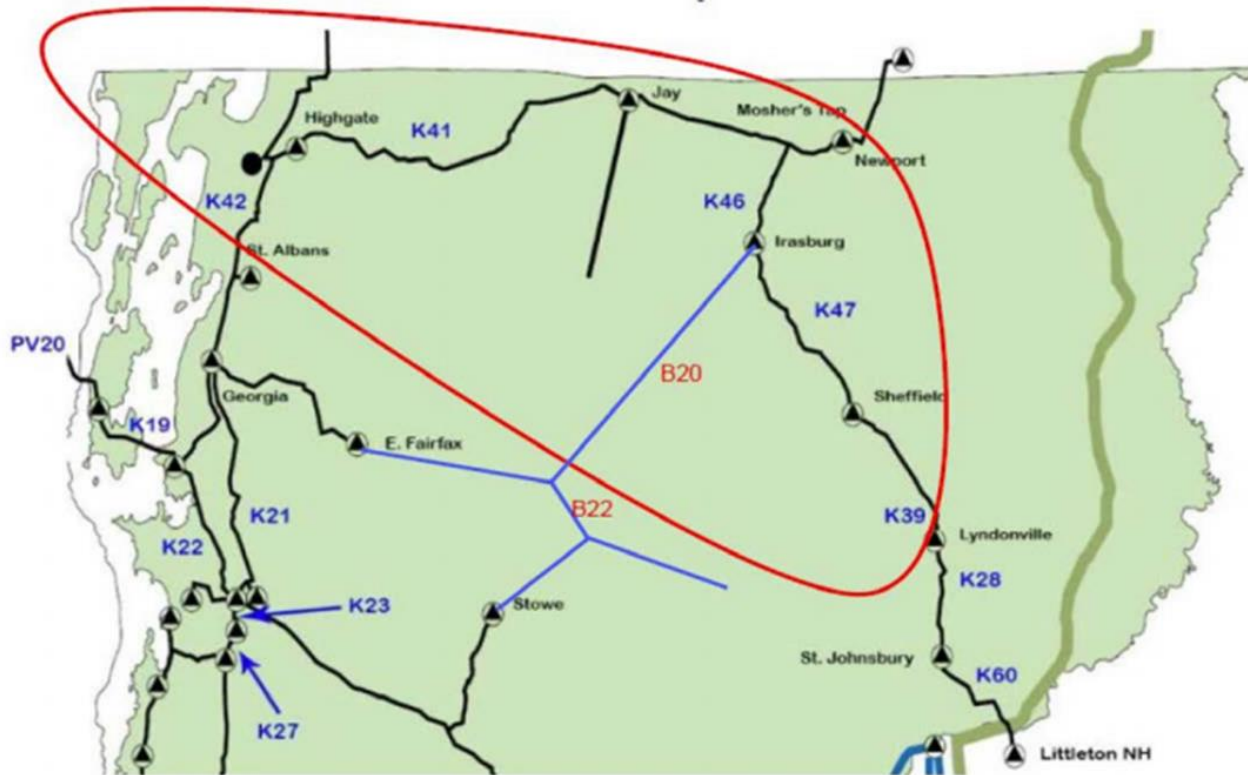 Jay
Mosher's Tap
Highgate
K41
Newport
K42
K46
St. Albans
Irasburg
K47
PV20
B20
Georgia
Sheffield
K19
E. Fairfax
B22
K21
K39
Lyndonville
K22
K28
K23
Stowe
St. Johnsbury
K60
K27
Littleton NH